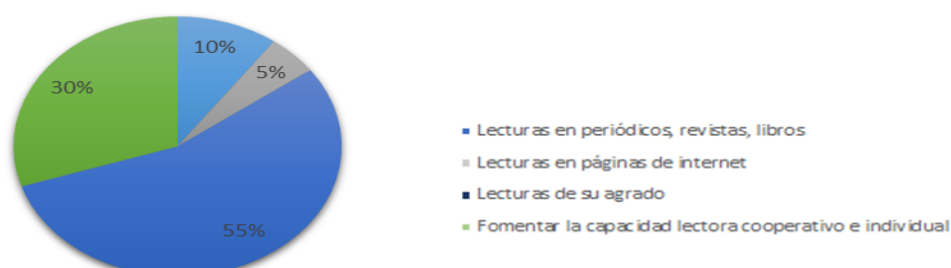 10%
5%
30%
55%
Lecturas en periódicos, revistas, libros
Lecturas en páginas de internet
Lecturas de su agrado
Fomentar la capacidad lectora cooperativo e individual